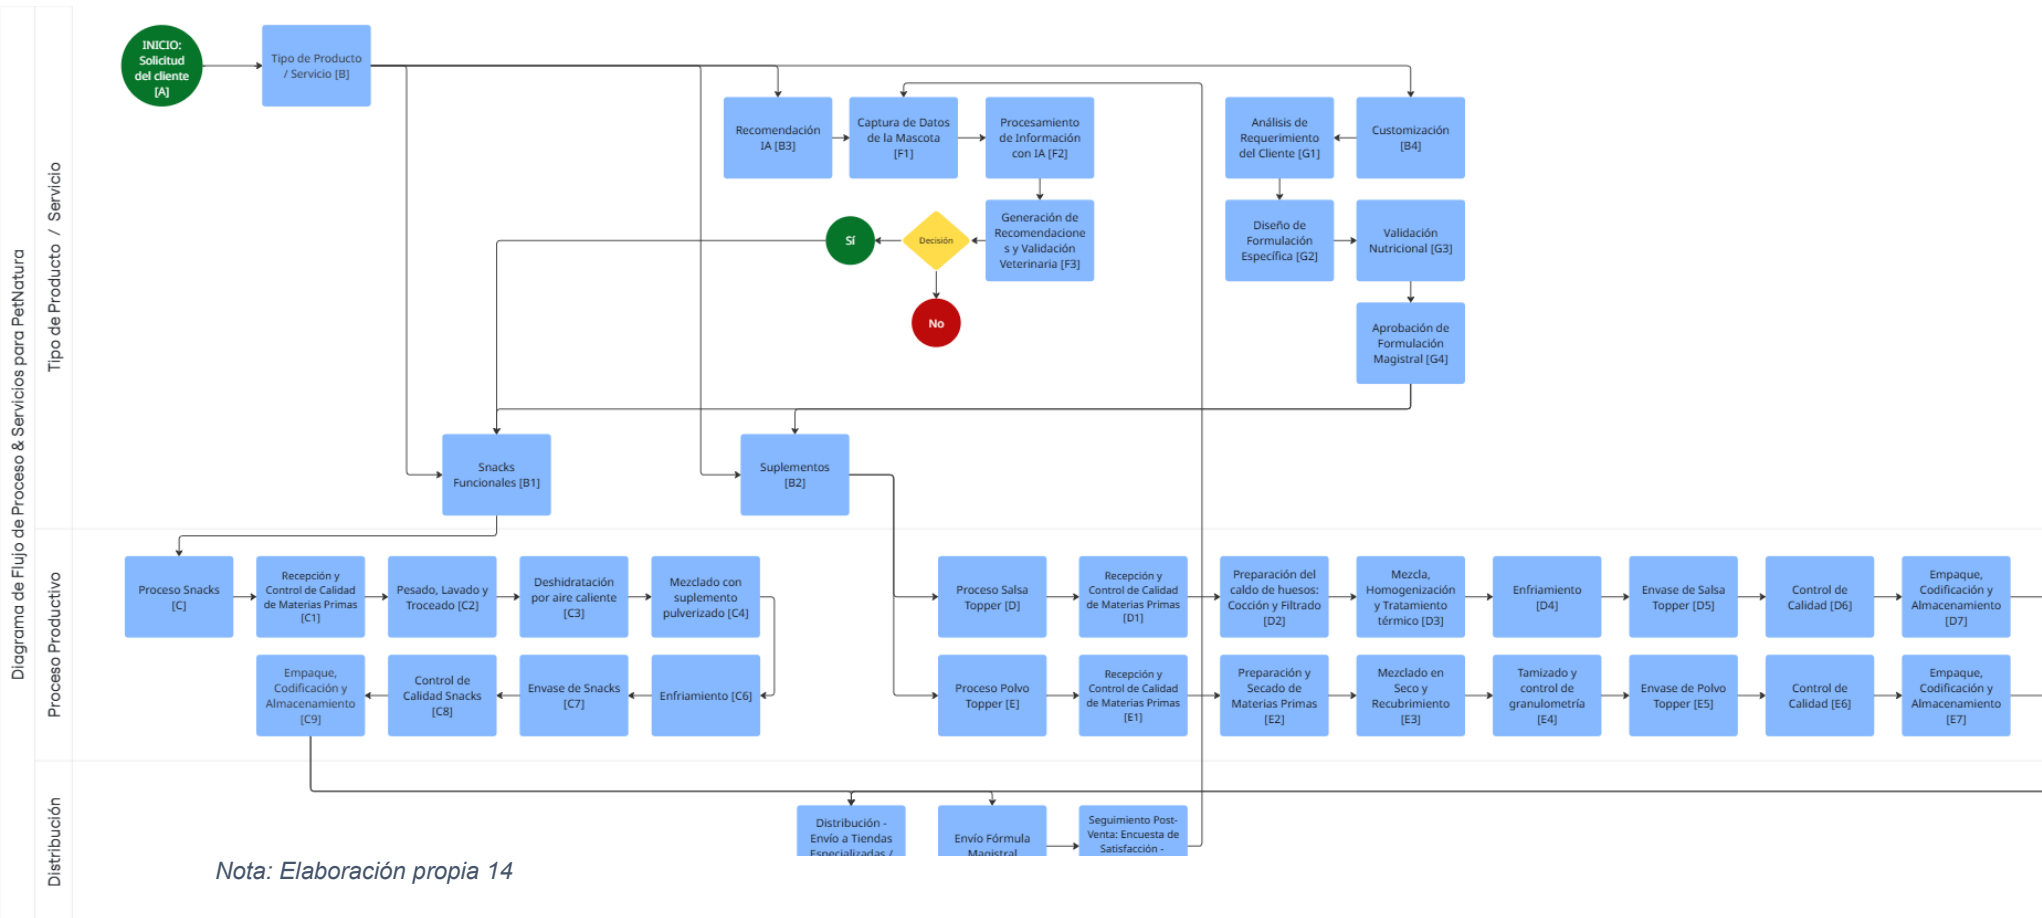 Diagrama de Flujo de Proceso & Servicios para PetNatura
Tipo de Producto / Servicio
INICIO:
Solicitud
del cliente
[A]
Tipo de Producto
/ Servicio [B]
Recomendación
IA [B3]
Captura de Datos
de la Mascota
[F1]
Procesamiento
de Información
con IA [F2]
Análisis de
Requerimiento
del Cliente [G1]
Customización
[B4]
Sí
Decisión
Generación de
Recomendacione
s y Validación
Veterinaria [F3]
Diseño de
Formulación
Específica [G2]
Validación
Nutricional [G3]
No
Aprobación de
Formulación
Magistral [G4]
Snacks
Funcionales [B1]
Suplementos
[B2]
Proceso Productivo
Proceso Snacks
[C]
Recepción y
Control de Calidad
de Materias Primas
[C1]
Pesado, Lavado y
Troceado [C2]
Deshidratación
por aire caliente
[C3]
Mezclado con
suplemento
pulverizado [C4]
Proceso Salsa
Topper [D]
Recepción y
Control de Calidad
de Materias Primas
[D1]
Preparación del
caldo de huesos:
Cocción y Filtrado
[D2]
Mezcla,
Homogenización
y Tratamiento
térmico [D3]
Enfriamiento
[D4]
Envase de Salsa
Topper [D5]
Control de
Calidad [D6]
Empaque,
Codificación y
Almacenamiento
[D7]
Empaque,
Codificación y
Almacenamiento
[C9]
Control de
Calidad Snacks
[C8]
Envase de Snacks
[C7]
Enfriamiento [C6]
Proceso Polvo
Topper [E]
Recepción y
Control de Calidad
de Materias Primas
[E1]
Preparación y
Secado de
Materias Primas
[E2]
Mezclado en
Seco y
Recubrimiento
[E3]
Tamizado y
control de
granulometría
[E4]
Envase de Polvo
Topper [E5]
Control de
Calidad [E6]
Empaque,
Codificación y
Almacenamiento
[E7]
Distribución
Distribución -
Envío a Tiendas
Especializadas /
Envío Fórmula
Magistral
Seguimiento Post-
Venta: Encuesta de
Satisfacción -
Nota: Elaboración propia 14